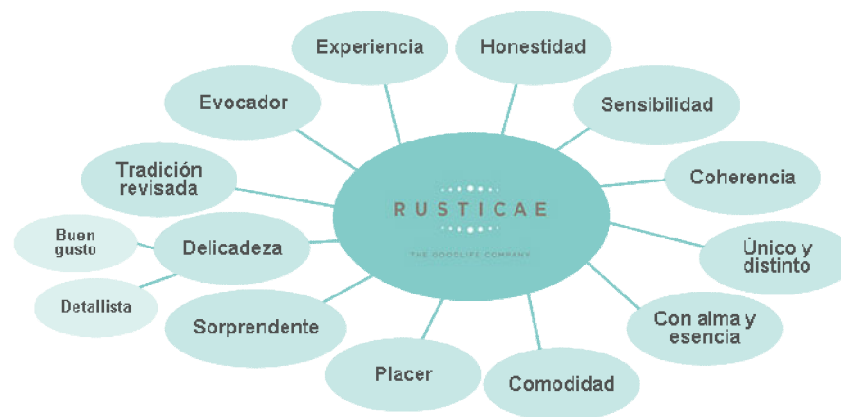 Experiencia
Honestidad
Evocador
Sensibilidad
Tradición
revisada
Coherencia
RUSTICAE
THE GOODLIFE COMPANY
Buen
gusto
Delicadeza
Único y
distinto
Detallista
Sorprendente
Con alma y
esencia
Placer
Comodidad